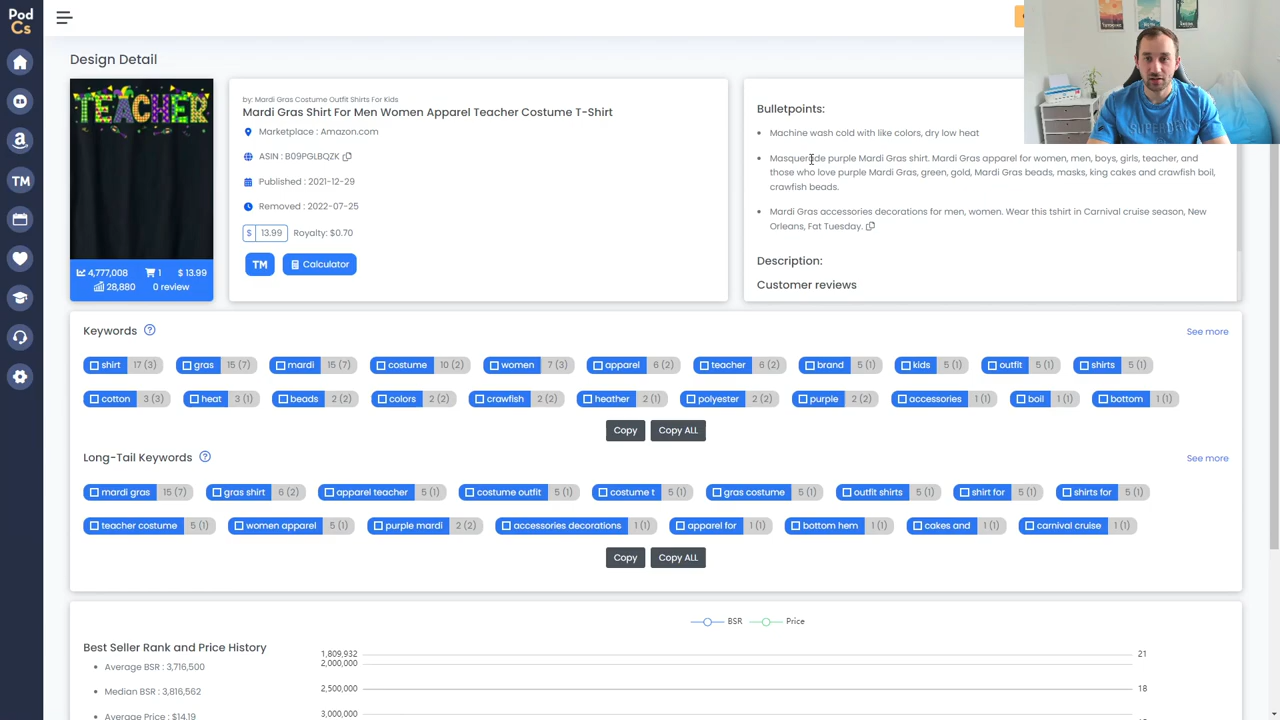 Pod
Cs
Design Detail
TEACHER
4,777,008 1 $ 13.99
28,880 0 review
by: Mardi Gras Costume Outfit Shirts For Kids
Mardi Gras Shirt For Men Women Apparel Teacher Costume T-Shirt
Marketplace : Amazon.com
ASIN : B09PGLBQZK
Published : 2021-12-29
Removed : 2022-07-25
$ 13.99 Royalty: $0.70
TM Calculator
Bulletpoints:
Machine wash cold with like colors, dry low heat
Masquerade purple Mardi Gras shirt. Mardi Gras apparel for women, men, boys, girls, teacher, and
those who love purple Mardi Gras, green, gold, Mardi Gras beads, masks, king cakes and crawfish boil,
crawfish beads.
Mardi Gras accessories decorations for men, women. Wear this tshirt in Carnival cruise season, New
Orleans, Fat Tuesday.
Description:
Customer reviews
TM
Keywords ? See more
shirt 17 (3) gras 15 (7) mardi 15 (7) costume 10 (2) women 7 (3) apparel 6 (2) teacher 6 (2) brand 5 (1) kids 5 (1) outfit 5 (1) shirts 5 (1)
cotton 3 (3) heat 3 (1) beads 2 (2) colors 2 (2) crawfish 2 (2) heather 2 (1) polyester 2 (2) purple 2 (2) accessories 1 (1) boil 1 (1) bottom 1 (1)
Copy Copy ALL
Long-Tail Keywords ? See more
mardi gras 15 (7) gras shirt 6 (2) apparel teacher 5 (1) costume outfit 5 (1) costume t 5 (1) gras costume 5 (1) outfit shirts 5 (1) shirt for 5 (1) shirts for 5 (1)
teacher costume 5 (1) women apparel 5 (1) purple mardi 2 (2) accessories decorations 1 (1) apparel for 1 (1) bottom hem 1 (1) cakes and 1 (1) carnival cruise 1 (1)
Copy Copy ALL
BSR Price
Best Seller Rank and Price History
Average BSR : 3,716,500
Median BSR : 3,816,562
Average Price : $14.19
1,809,932 21
2,000,000
2,500,000 18
3,000,000